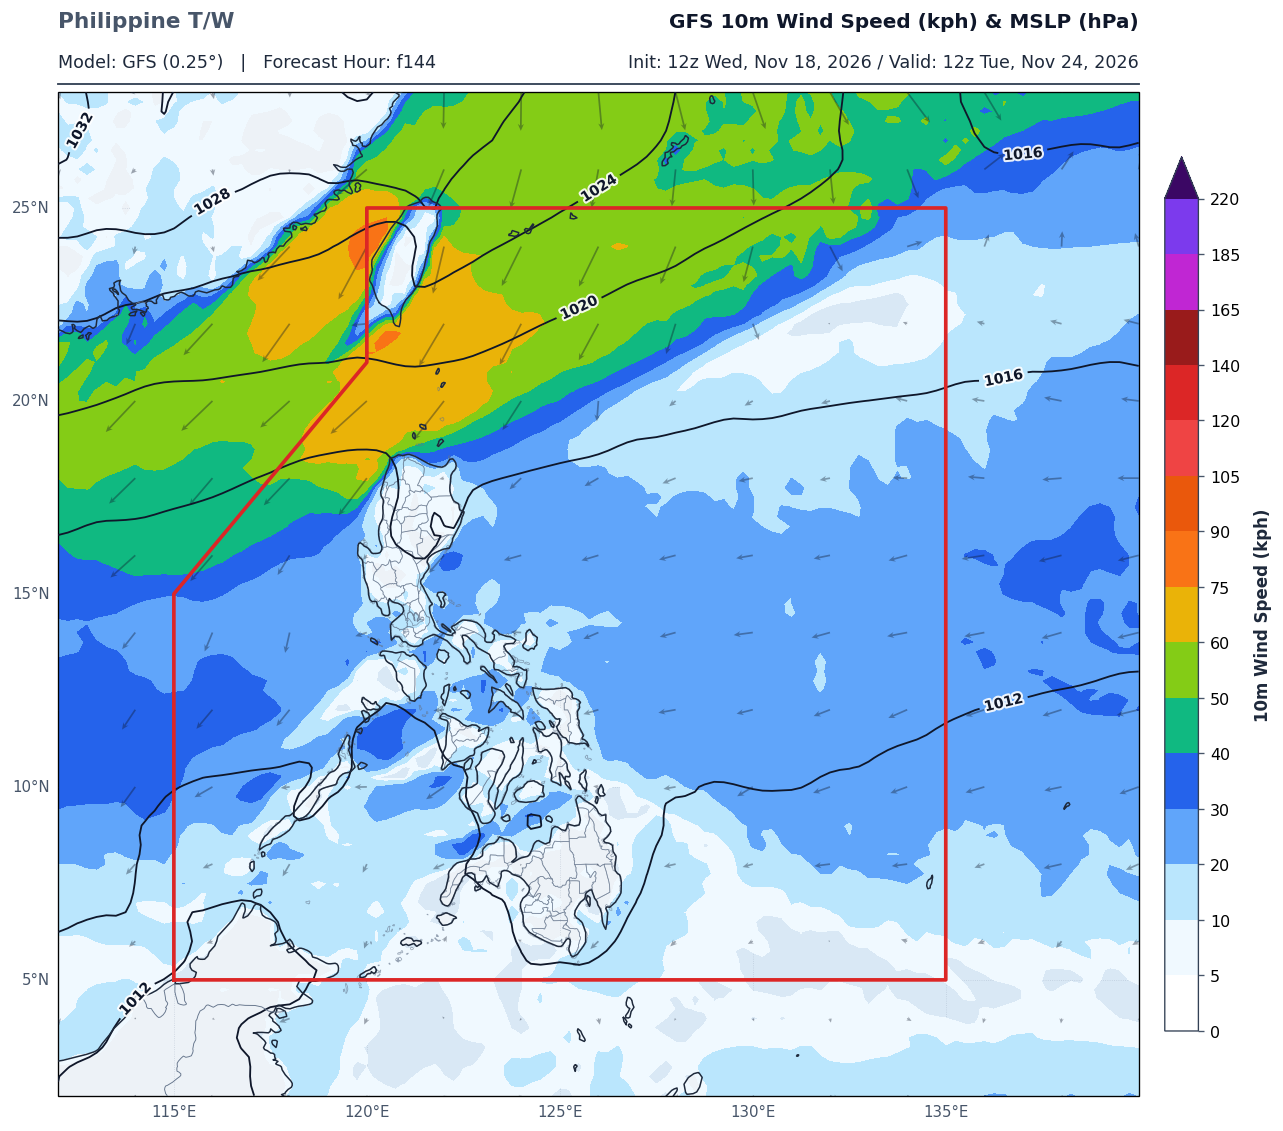 Philippine T/W
GFS 10m Wind Speed (kph) & MSLP (hPa)
Model: GFS (0.25°) | Forecast Hour: f144
Init: 12z Wed, Nov 18, 2026 / Valid: 12z Tue, Nov 24, 2026
1032
1028
1024
1020
1016
1016
1012
1012
25°N
20°N
15°N
10°N
5°N
115°E
120°E
125°E
130°E
135°E
220
185
165
140
120
105
90
75
60
50
40
30
20
10
5
0
10m Wind Speed (kph)